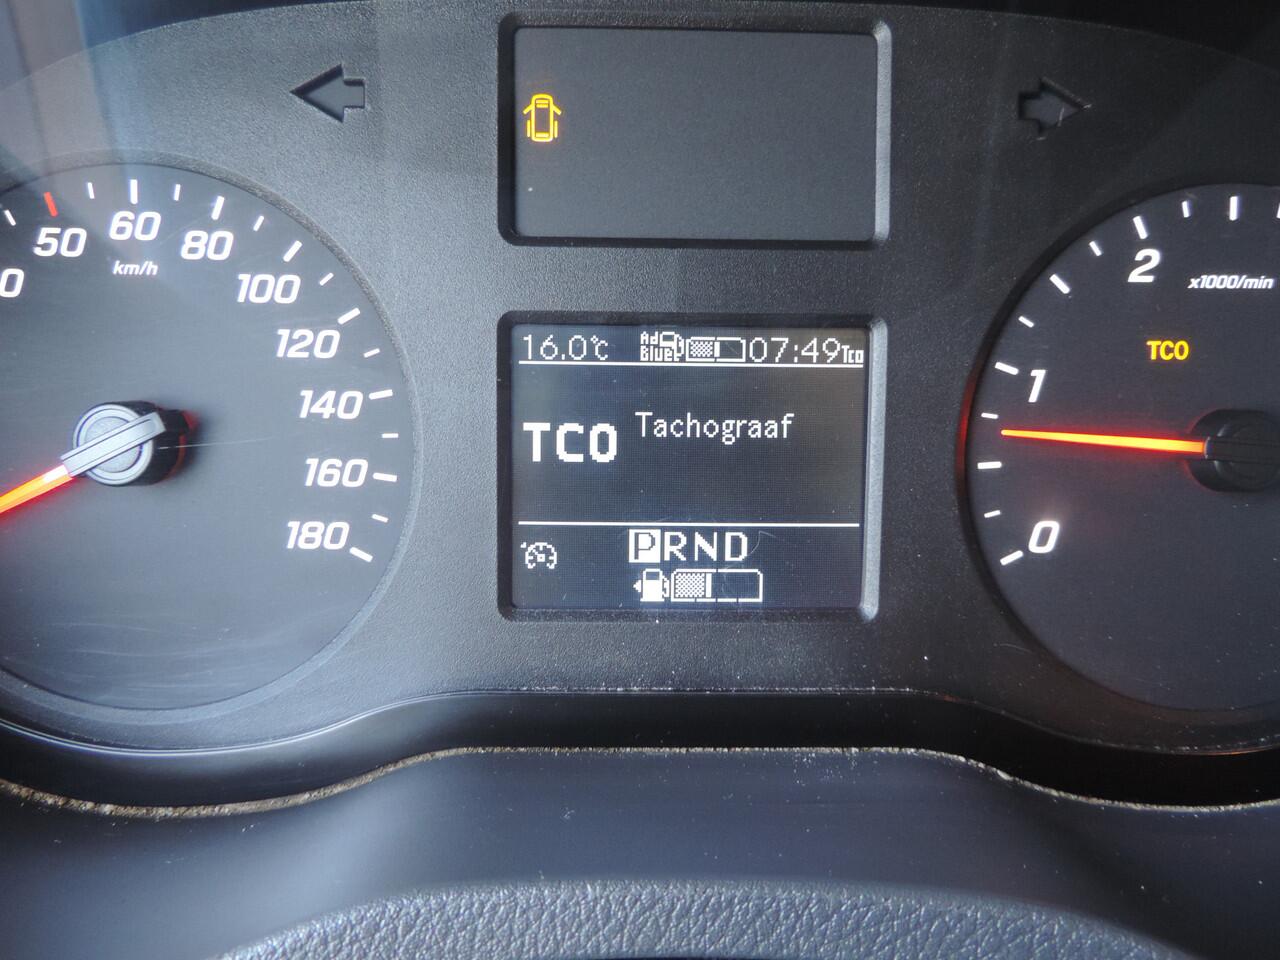 50
60
80
100
120
140
160
180
km/h
16.0°C
Ad
Blue
07:49 Tco
TCO
Tachograaf
PRND
2
1
0
x1000/min
TCO